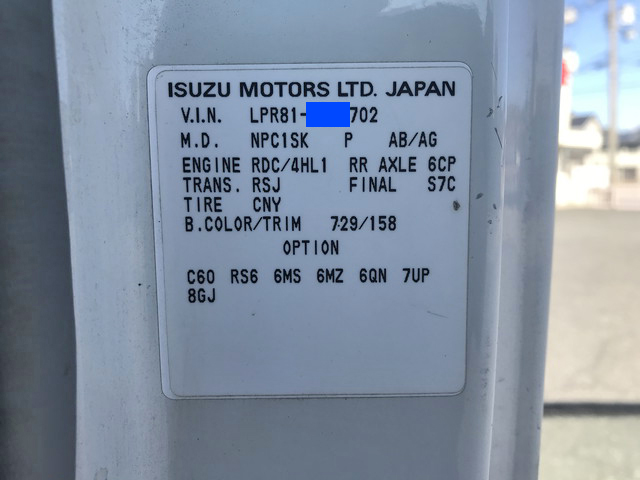 ISUZU MOTORS LTD. JAPAN
V.I.N. LPR81- 702
M.D. NPC1SK P AB/AG
ENGINE RDC/4HL1 RR AXLE 6CP
TRANS. RSJ FINAL S7C
TIRE CNY
B.COLOR/TRIM 729/158
OPTION
C60 RS6 6MS 6MZ 6QN 7UP
8GJ